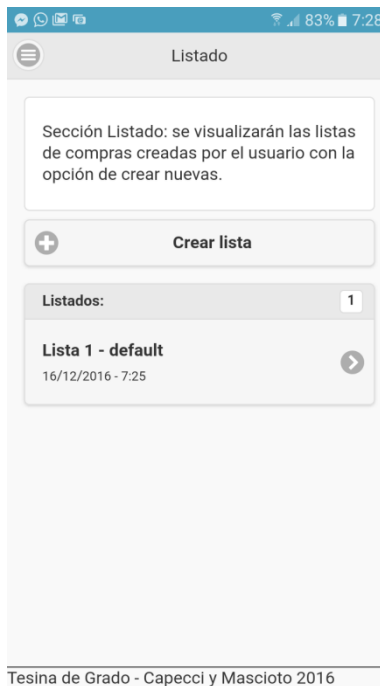 83% 7:28
Listado
Sección Listado: se visualizarán las listas
de compras creadas por el usuario con la
opción de crear nuevas.
Crear lista
Listados: 1
Lista 1 - default
16/12/2016 - 7:25
Tesina de Grado - Capecci y Mascioto 2016